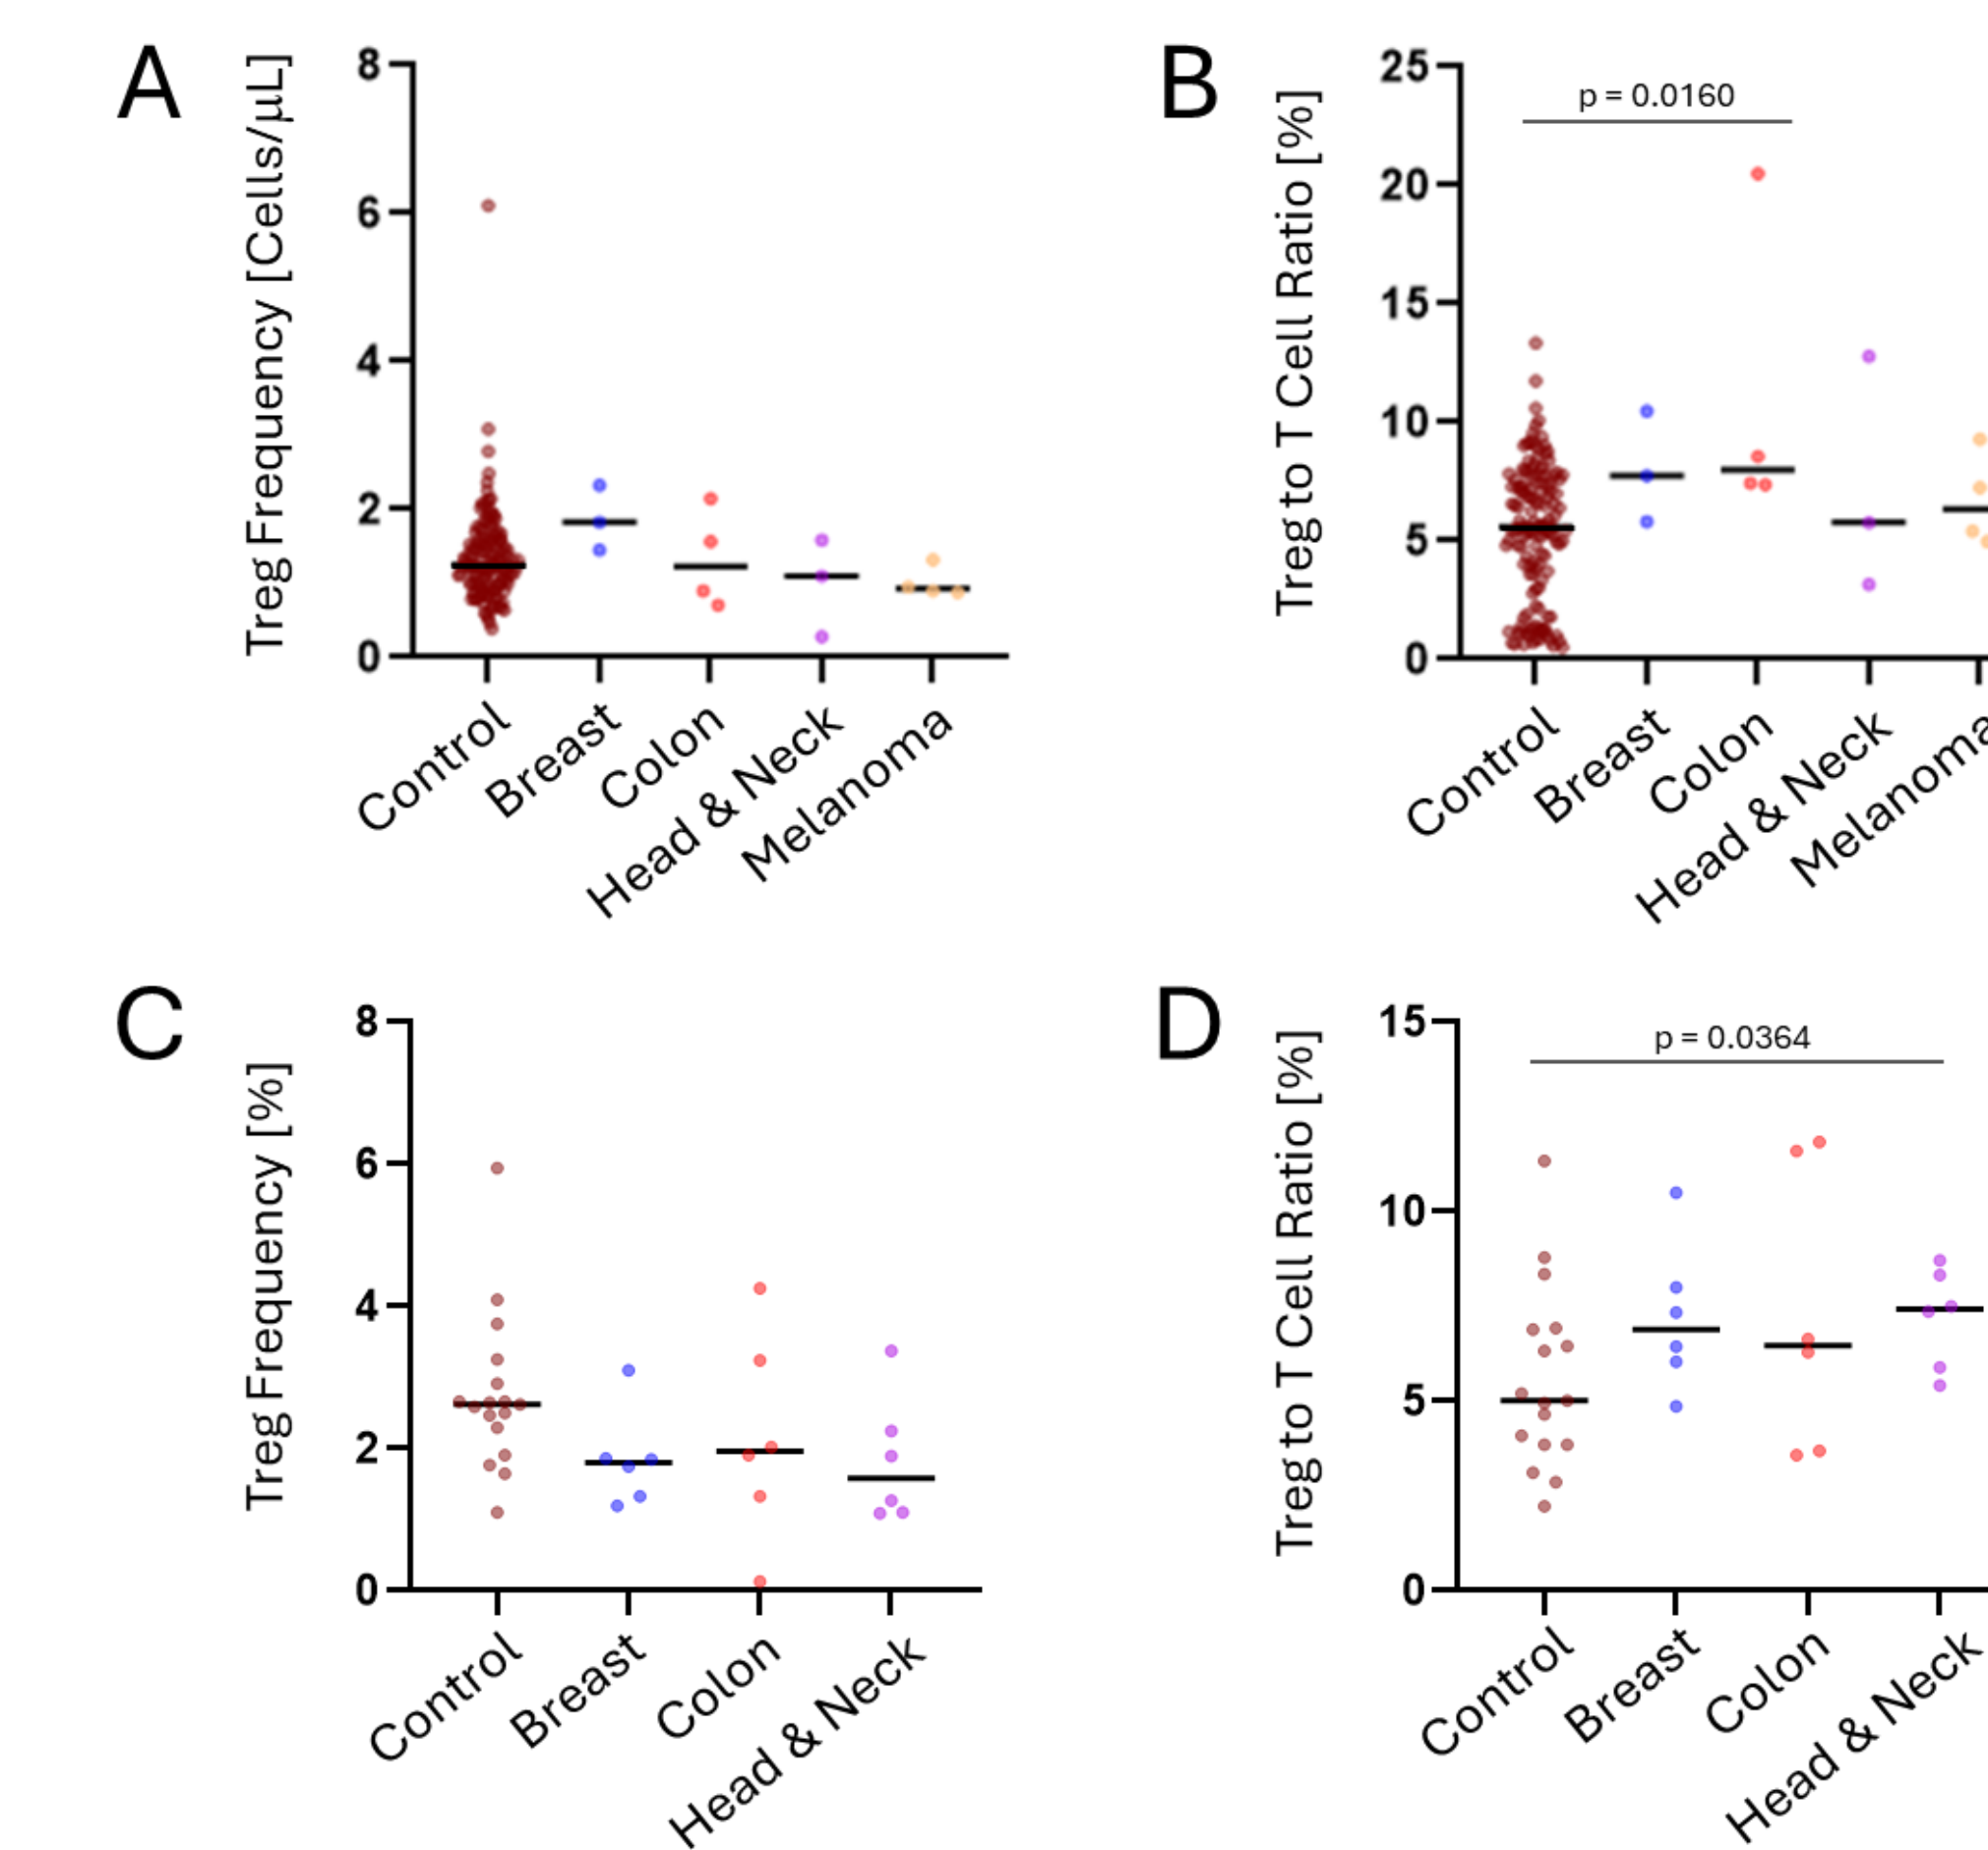 A
Treg Frequency [Cells/µL]
8
6
4
2
0
Control
Breast
Colon
Head & Neck
Melanoma
B
Treg to T Cell Ratio [%]
25
20
15
10
5
0
p = 0.0160
Control
Breast
Colon
Head & Neck
Melanoma
C
Treg Frequency [%]
8
6
4
2
0
Control
Breast
Colon
Head & Neck
D
Treg to T Cell Ratio [%]
15
10
5
0
p = 0.0364
Control
Breast
Colon
Head & Neck